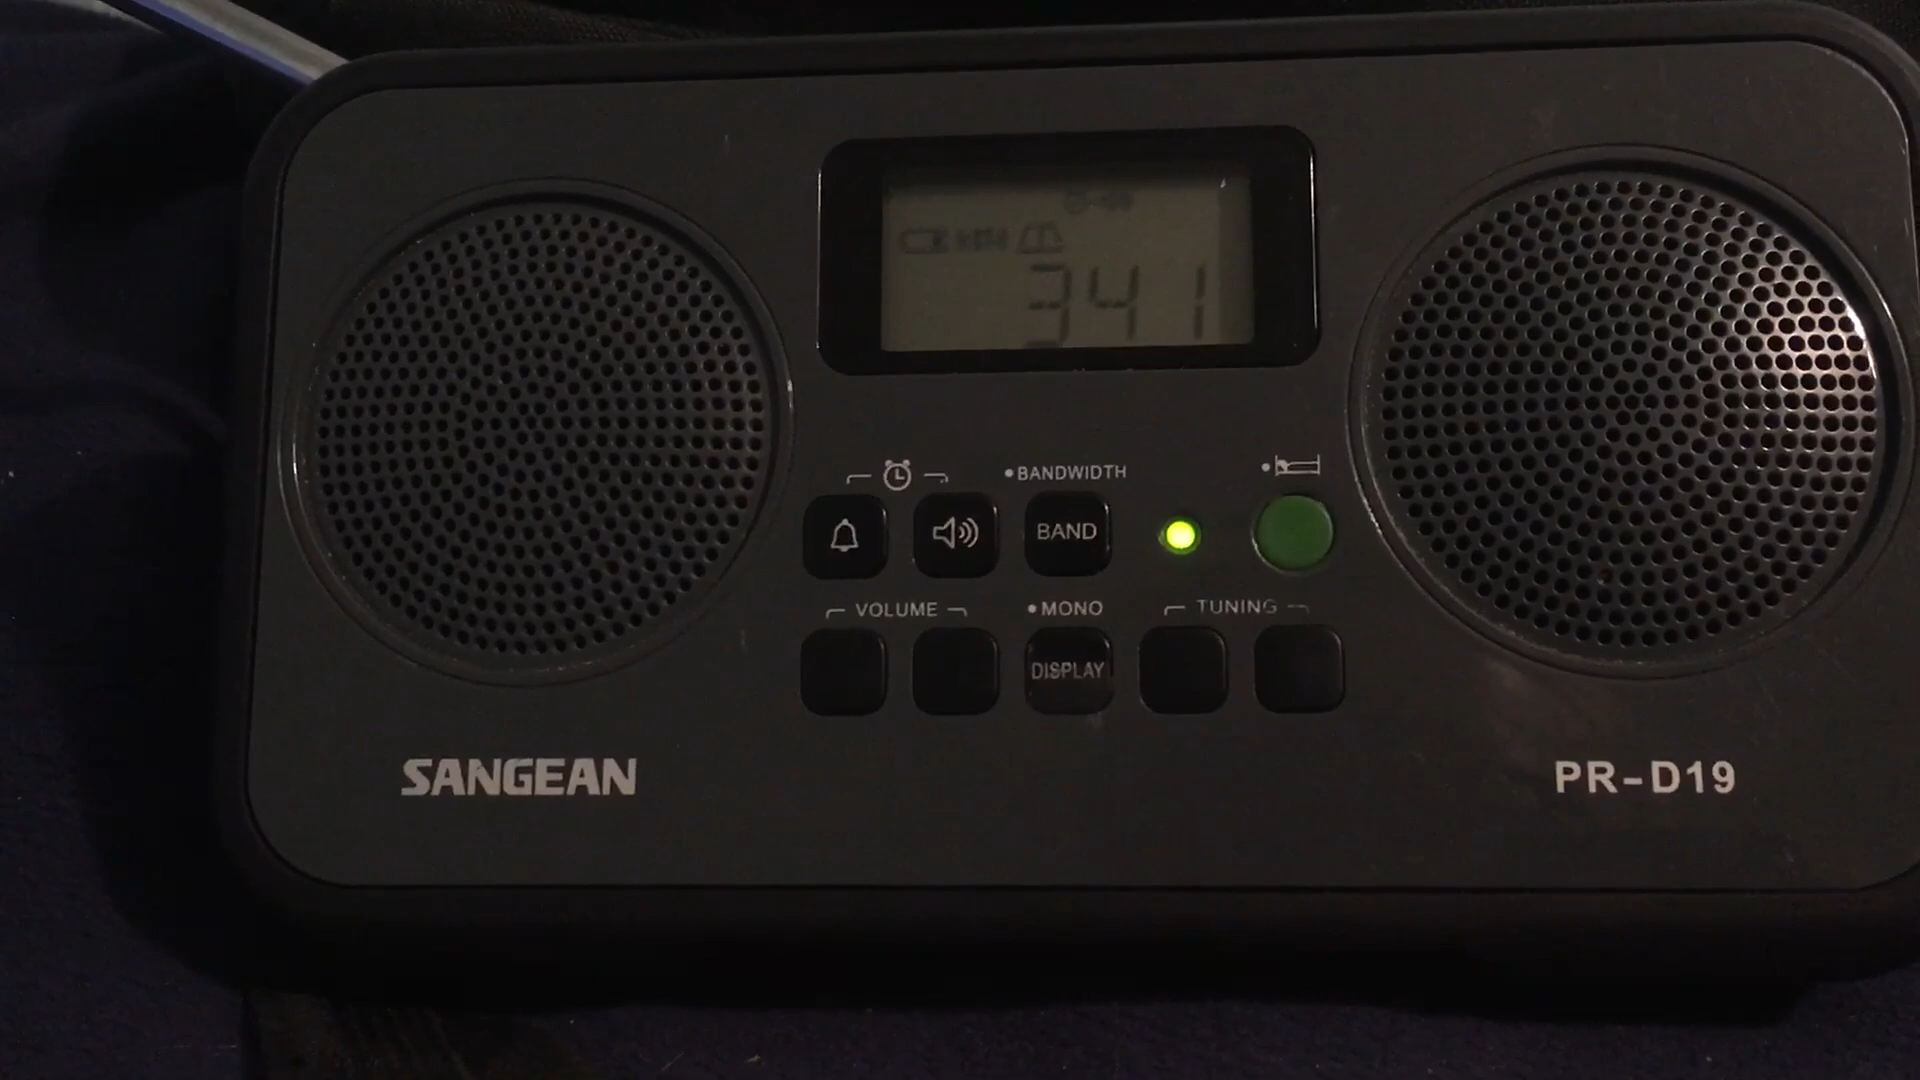 341
BANDWIDTH
BAND
VOLUME
MONO
TUNING
DISPLAY
SANGEAN
PR-D19